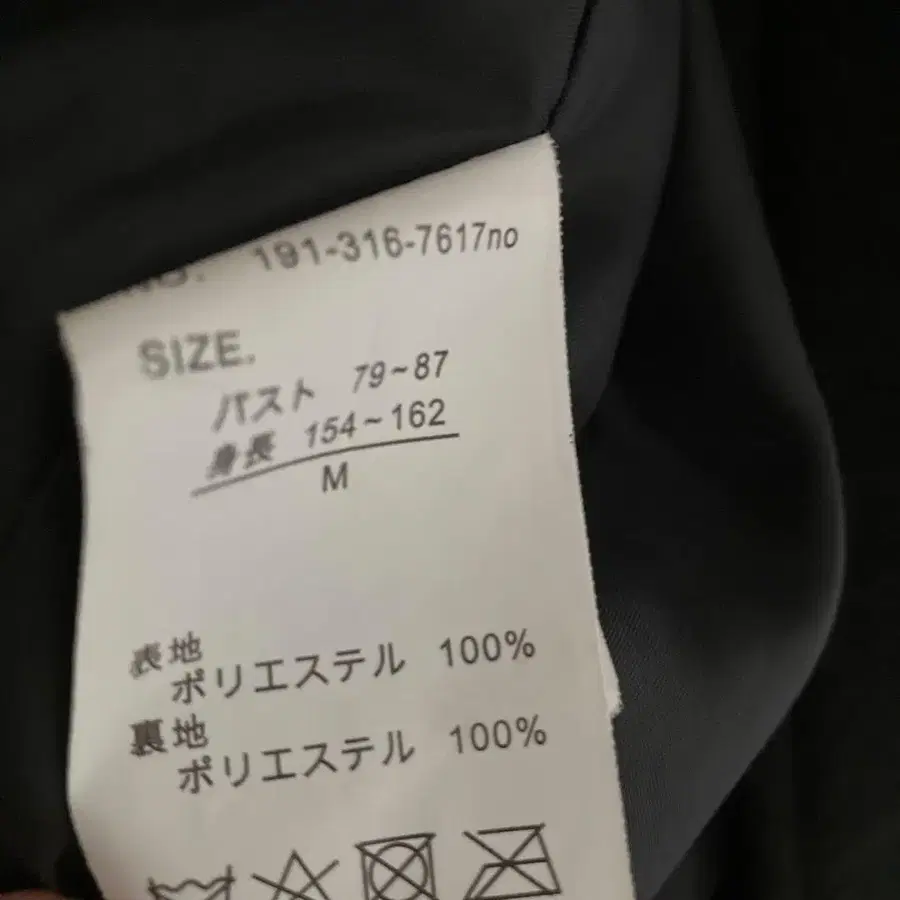 NO. 191-316-7617no
SIZE.
バスト 79~87
身長 154~162
M
表地
ポリエステル 100%
裏地
ポリエステル 100%